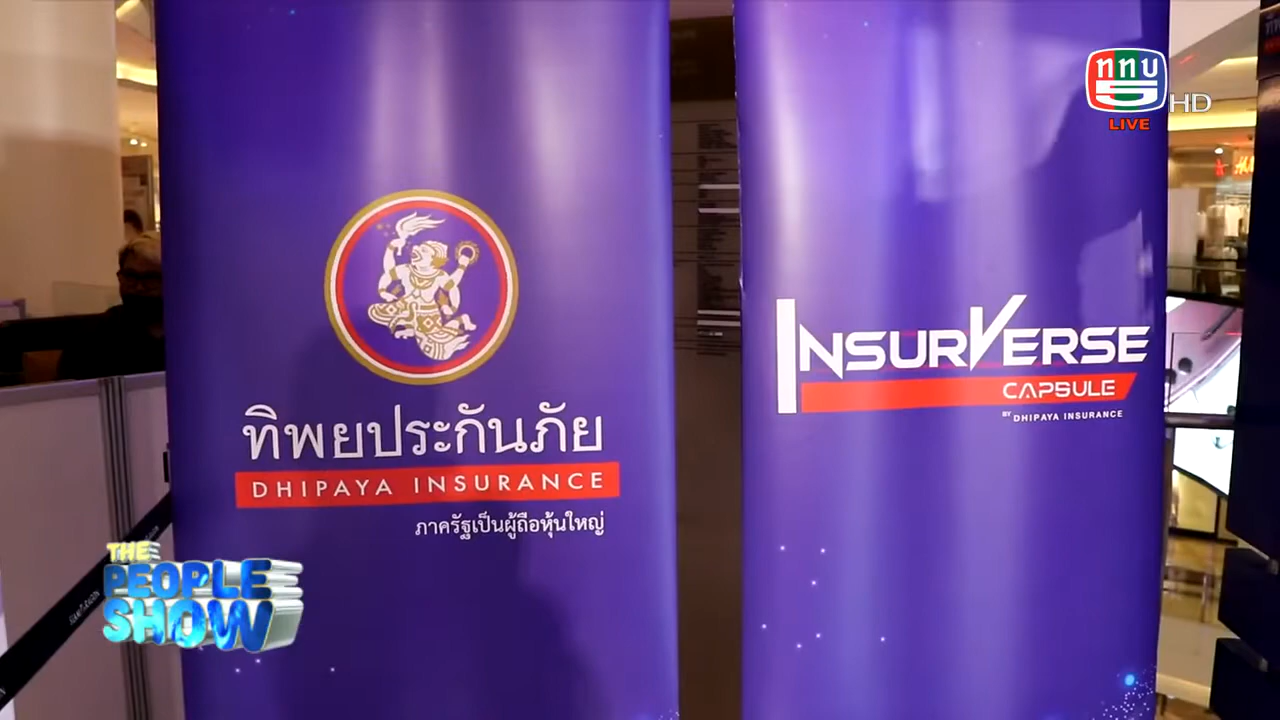 ททบ
5
HD
LIVE
ทิพยประกันภัย
DHIPAYA INSURANCE
ภาครัฐเป็นผู้ถือหุ้นใหญ่
INSURVERSE
CAPSULE
BY DHIPAYA INSURANCE
THE
PEOPLE
SHOW